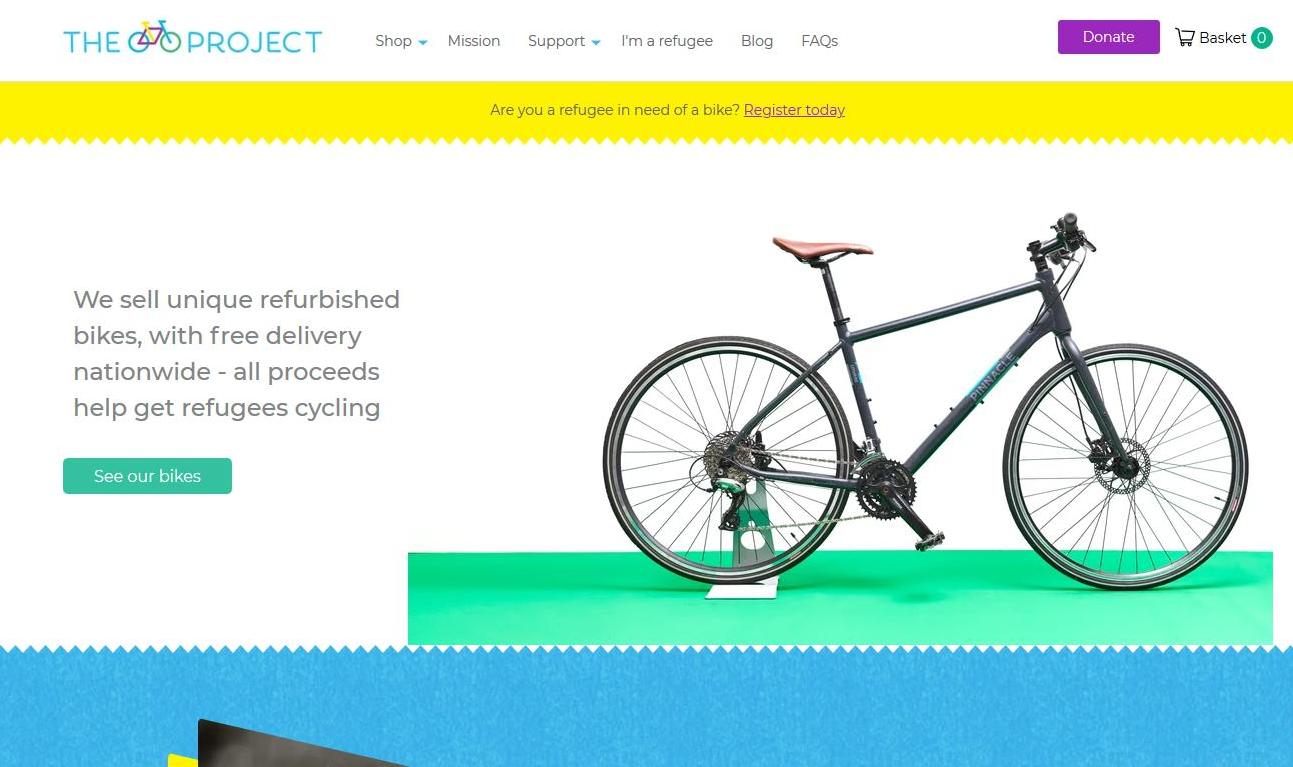 THE PROJECT
Shop Mission Support I'm a refugee Blog FAQs
Donate
Basket 0
Are you a refugee in need of a bike? Register today
We sell unique refurbished
bikes, with free delivery
nationwide - all proceeds
help get refugees cycling
See our bikes
PINNACLE